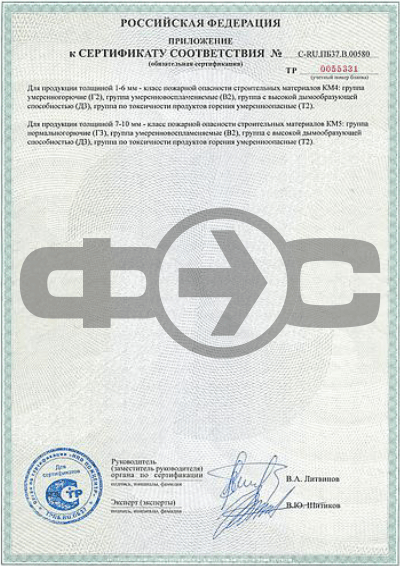 РОССИЙСКАЯ ФЕДЕРАЦИЯ
ПРИЛОЖЕНИЕ
к СЕРТИФИКАТУ СООТВЕТСТВИЯ № C-RU.ПБ37.В.00580
(обязательная сертификация)
ТР 0055331
(учетный номер бланка)
Для продукции толщиной 1-6 мм - класс пожарной опасности строительных материалов КМ4: группа
умеренногорючие (Г2), группа умеренновоспламеняемые (В2), группа с высокой дымообразующей
способностью (Д3), группа по токсичности продуктов горения умеренноопасные (Т2).
Для продукции толщиной 7-10 мм - класс пожарной опасности строительных материалов КМ5: группа
нормальногорючие (Г3), группа умеренновоспламеняемые (В2), группа с высокой дымообразующей
способностью (Д3), группа по токсичности продуктов горения умеренноопасные (Т2).
ФЭС
Руководитель
(заместитель руководителя)
органа по сертификации
подпись, инициалы, фамилия
В.А. Литвинов
Эксперт (эксперты)
подпись, инициалы, фамилия
В.Ю. Шитиков
Для
сертификатов